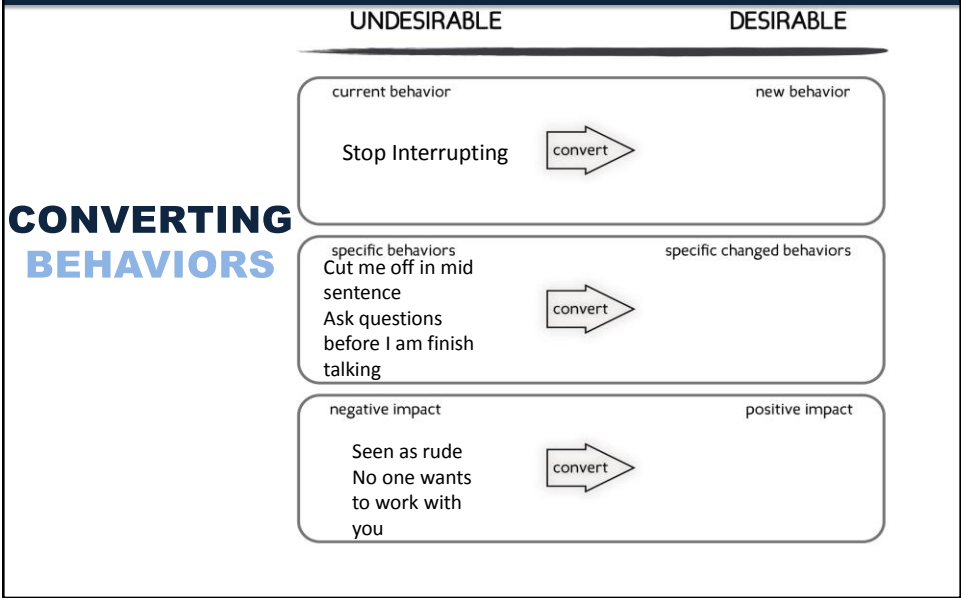 UNDESIRABLE DESIRABLE
current behavior new behavior
Stop Interrupting convert
CONVERTING
BEHAVIORS
specific behaviors specific changed behaviors
Cut me off in mid
sentence
Ask questions
before I am finish
talking
convert
negative impact positive impact
Seen as rude
No one wants
to work with
you
convert